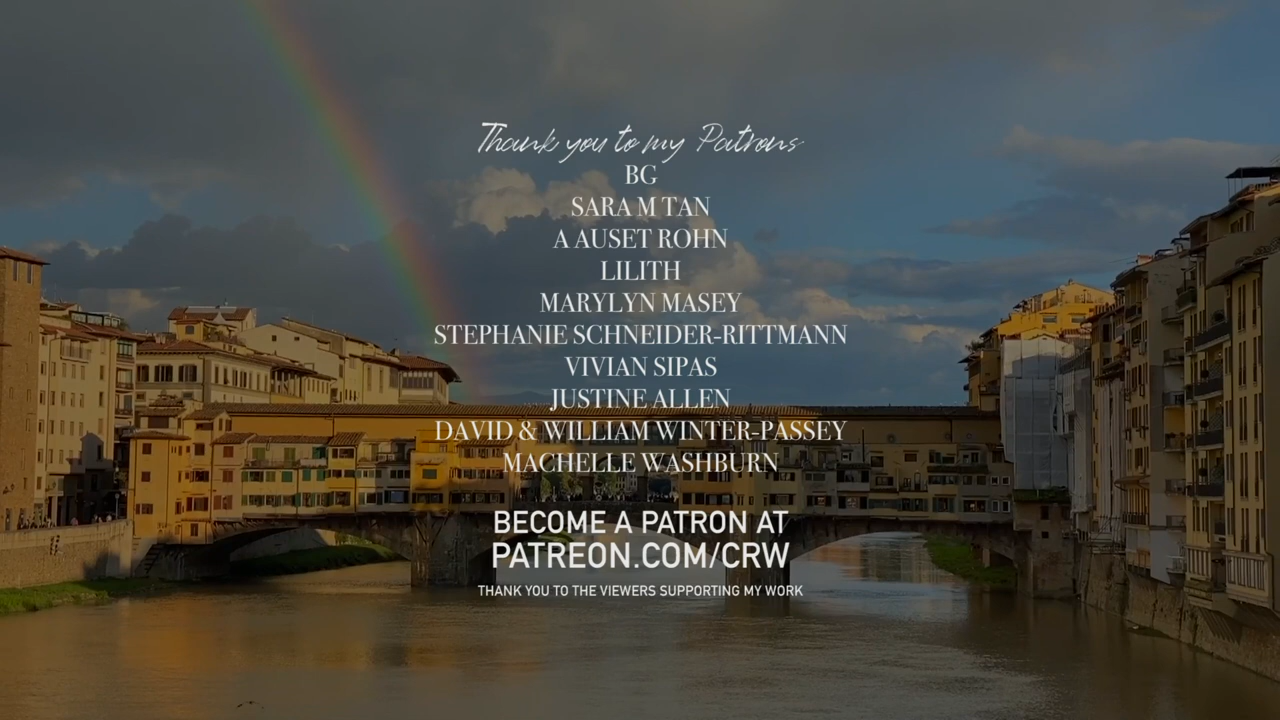 Thank you to my Patrons
BG
SARA M TAN
A AUSET ROHN
LILITH
MARYLYN MASEY
STEPHANIE SCHNEIDER-RITTMANN
VIVIAN SIPAS
JUSTINE ALLEN
DAVID & WILLIAM WINTER-PASSEY
MACHELLE WASHBURN
BECOME A PATRON AT
PATREON.COM/CRW
THANK YOU TO THE VIEWERS SUPPORTING MY WORK